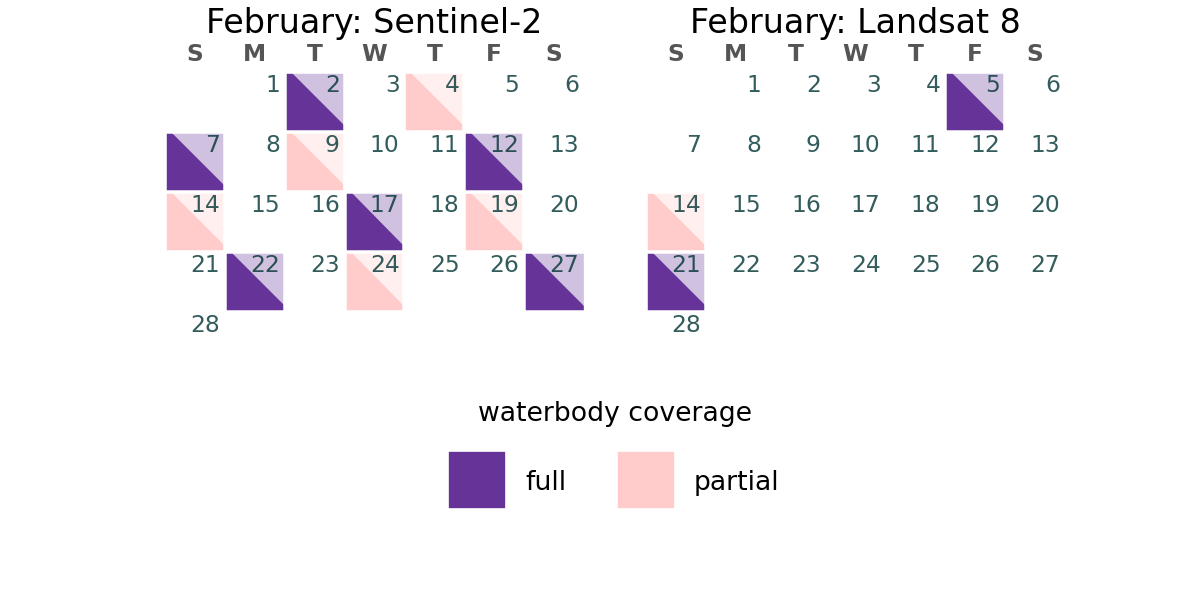 February: Sentinel-2
S M T W T F S
1 2 3 4 5 6
7 8 9 10 11 12 13
14 15 16 17 18 19 20
21 22 23 24 25 26 27
28
February: Landsat 8
S M T W T F S
1 2 3 4 5 6
7 8 9 10 11 12 13
14 15 16 17 18 19 20
21 22 23 24 25 26 27
28
waterbody coverage
full
partial